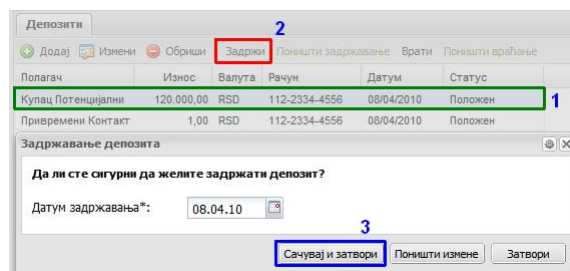 Депозити
2
Додај Измени Обриши Задржи Поништи задржавање Врати Поништи враћање
Полагач Износ Валута Рачун Датум Статус
Купац Потенцијални 120.000,00 RSD 112-2334-4556 08/04/2010 Положен
1
Привремени Контакт 1,00 RSD 112-2334-4556 08/04/2010 Положен
Задржавање депозита
Да ли сте сигурни да желите задржати депозит?
Датум задржавања*: 08.04.10
3
Сачувај и затвори Поништи измене Затвори